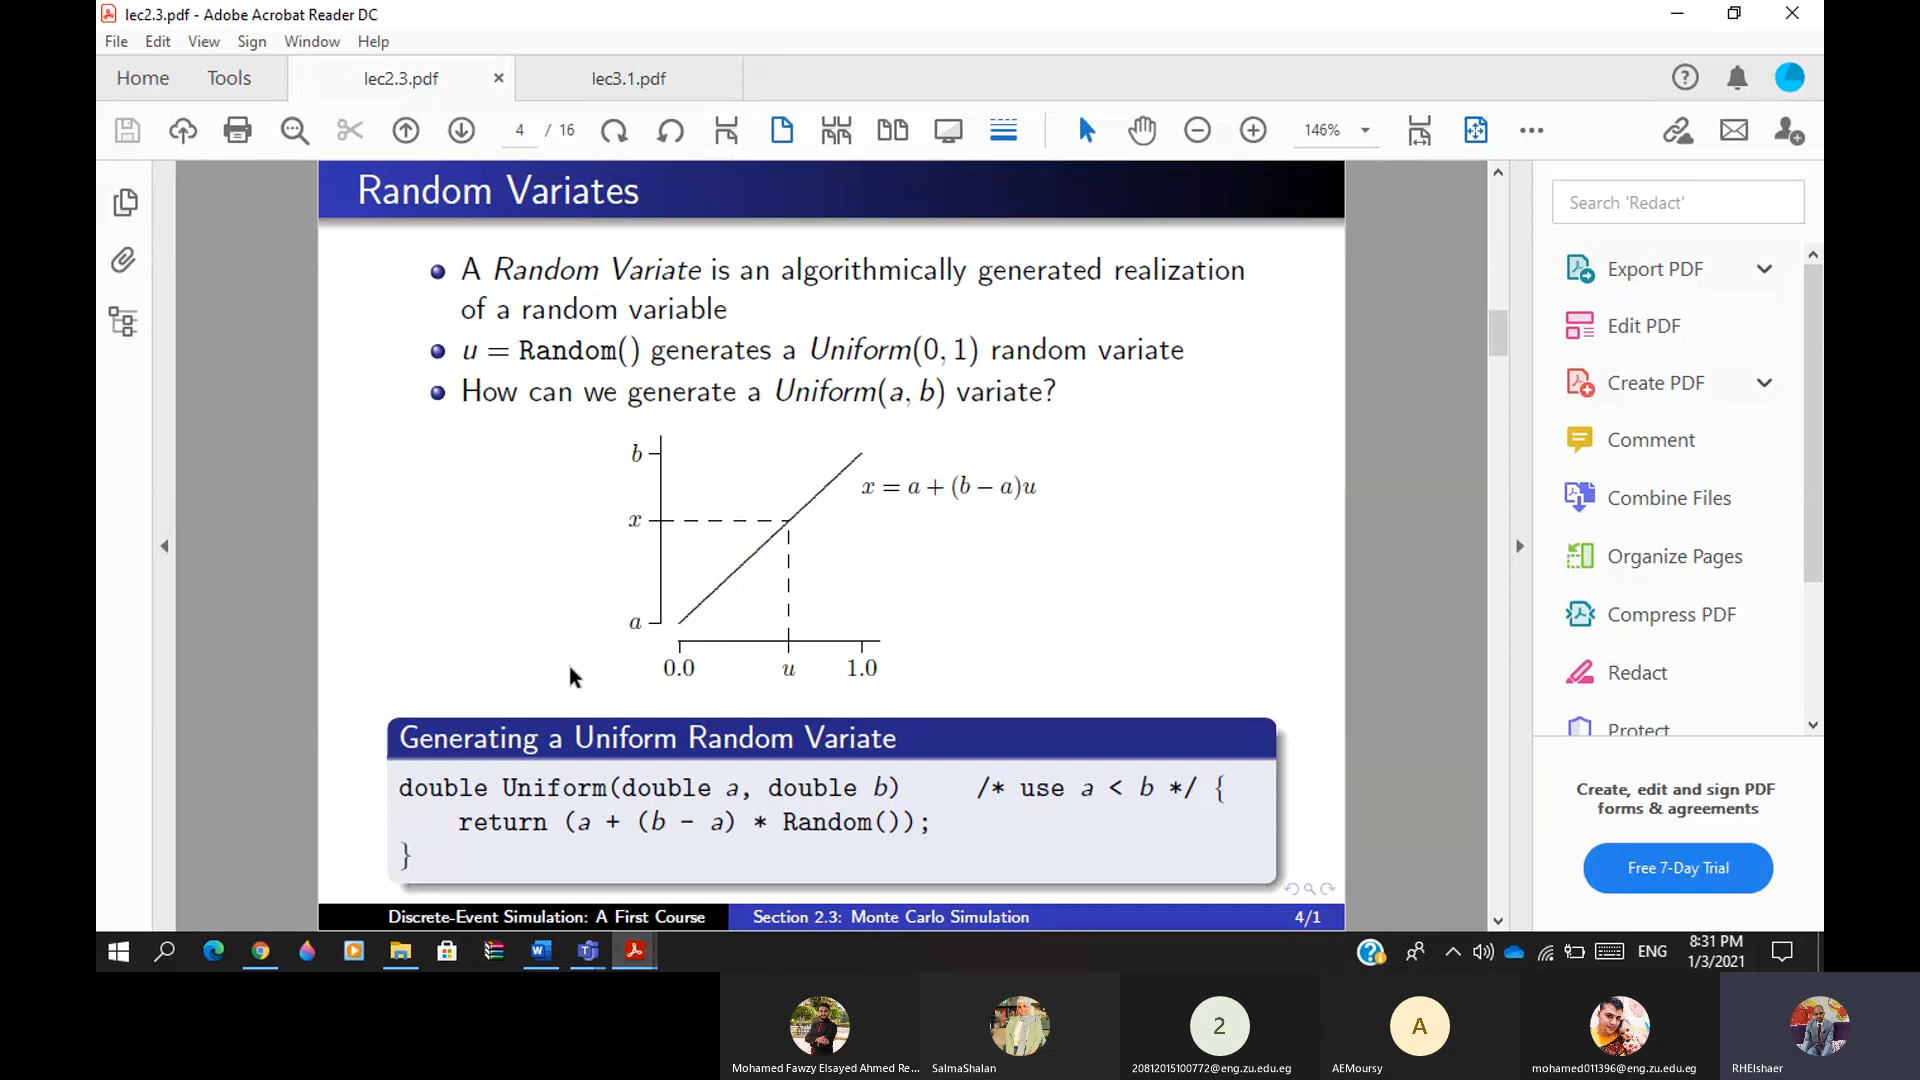 lec2.3.pdf - Adobe Acrobat Reader DC
File Edit View Sign Window Help
Home Tools lec2.3.pdf × lec3.1.pdf
4 / 16 146%
Random Variates
A Random Variate is an algorithmically generated realization
of a random variable
u = Random() generates a Uniform(0, 1) random variate
How can we generate a Uniform(a, b) variate?
b
x = a + (b − a)u
x
a
0.0 u 1.0
Generating a Uniform Random Variate
double Uniform(double a, double b) /* use a < b */ {
return (a + (b - a) * Random());
}
Discrete-Event Simulation: A First Course Section 2.3: Monte Carlo Simulation 4/1
Search 'Redact'
Export PDF
Edit PDF
Create PDF
Comment
Combine Files
Organize Pages
Compress PDF
Redact
Protect
Create, edit and sign PDF
forms & agreements
Free 7-Day Trial
ENG
8:31 PM
1/3/2021
2
A
Mohamed Fawzy Elsayed Ahmed Re... SalmaShalan 20812015100772@eng.zu.edu.eg AEMoursy mohamed011396@eng.zu.edu.eg RHElshaer